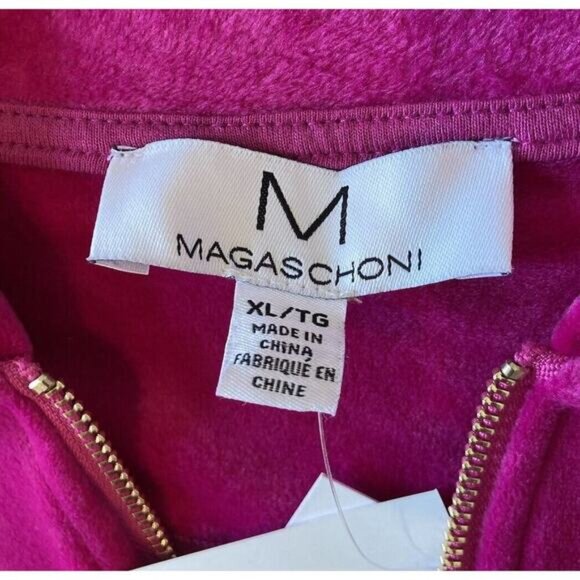 M
MAGASCHONI
XL/TG
MADE IN
CHINA
FABRIQUÉ EN
CHINE